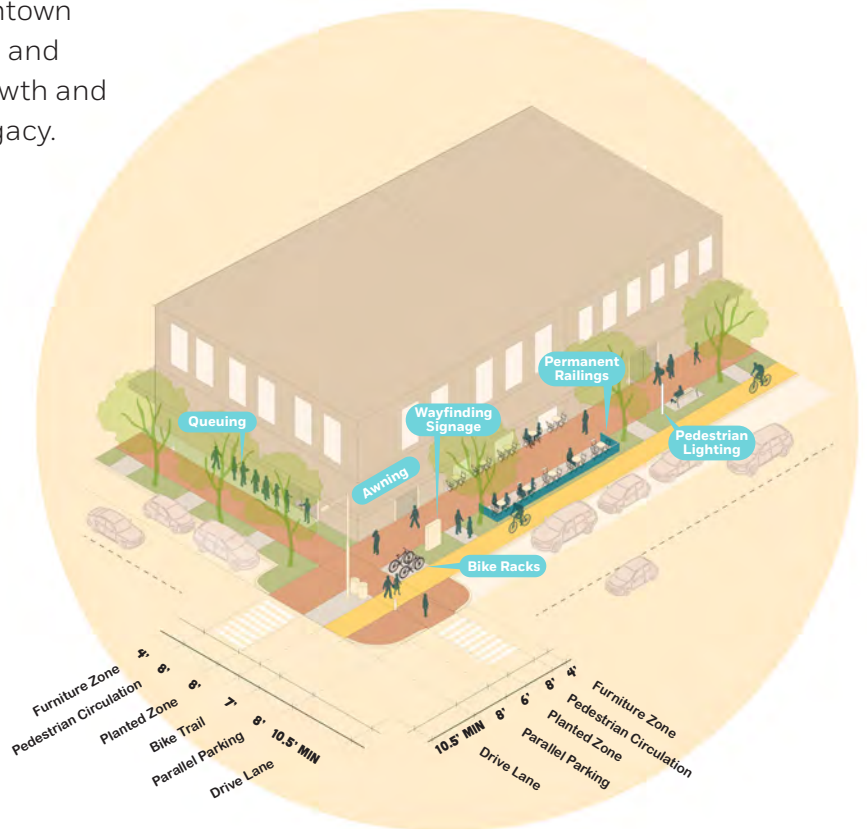 ntown
and
wth and
gacy.
Permanent
Railings
Queuing
Wayfinding
Signage
Pedestrian
Lighting
Awning
Bike Racks
4' 8' 8' 7' 8' 10.5' MIN
Furniture Zone
Pedestrian Circulation
Planted Zone
Bike Trail
Parallel Parking
Drive Lane
10.5' MIN 8' 6' 8' 4'
Furniture Zone
Pedestrian Circulation
Planted Zone
Parallel Parking
Drive Lane